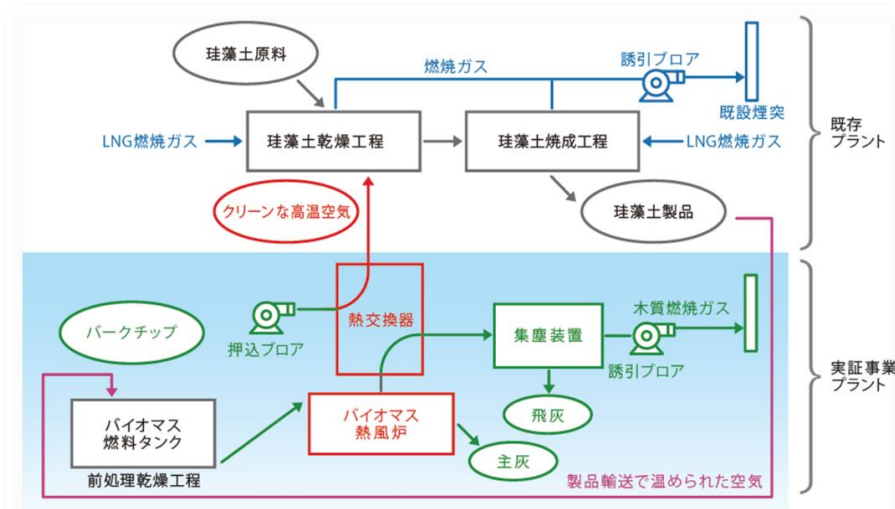 珪藻土原料
燃焼ガス
誘引ブロア
既設煙突
LNG燃焼ガス
珪藻土乾燥工程
珪藻土焼成工程
LNG燃焼ガス
既存
プラント
クリーンな高温空気
珪藻土製品
バークチップ
押込ブロア
熱交換器
集塵装置
木質燃焼ガス
誘引ブロア
実証事業
プラント
バイオマス
燃料タンク
前処理乾燥工程
バイオマス
熱風炉
飛灰
主灰
製品輸送で温められた空気